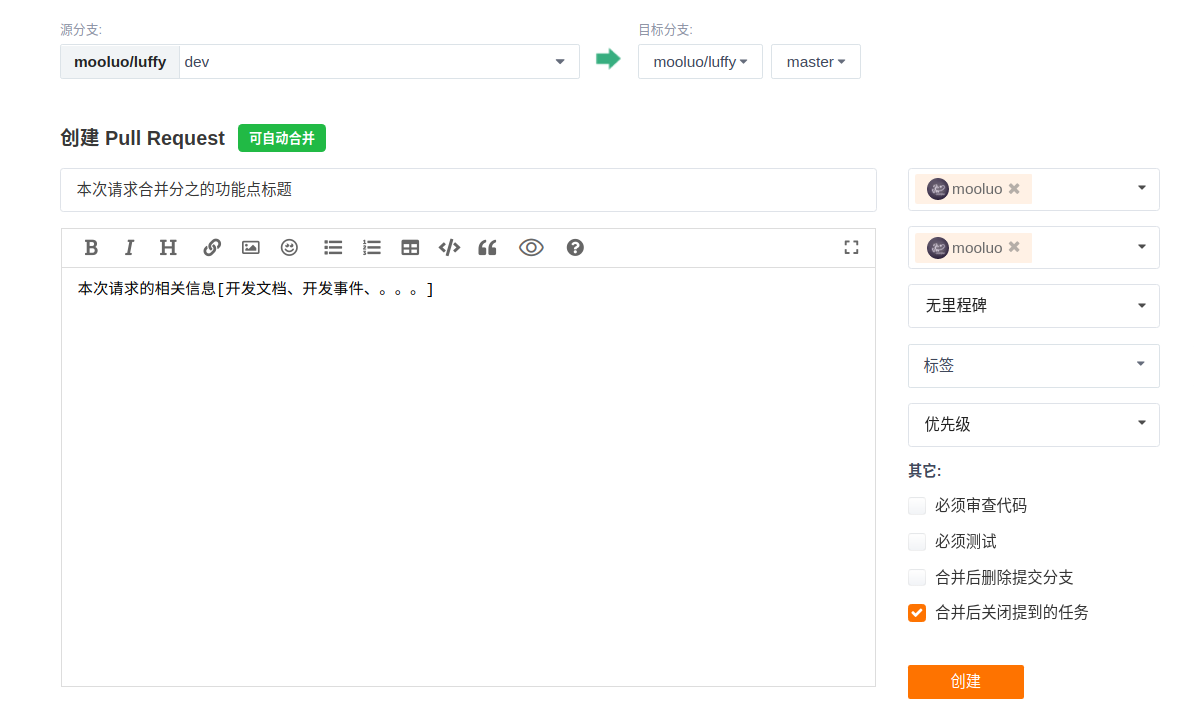 源分支:
目标分支:
mooluo/luffy dev
mooluo/luffy
master
创建 Pull Request 可自动合并
本次请求合并分之的功能点标题
mooluo
B I H
mooluo
本次请求的相关信息[开发文档、开发事件、。。。]
无里程碑
标签
优先级
其它:
必须审查代码
必须测试
合并后删除提交分支
合并后关闭提到的任务
创建